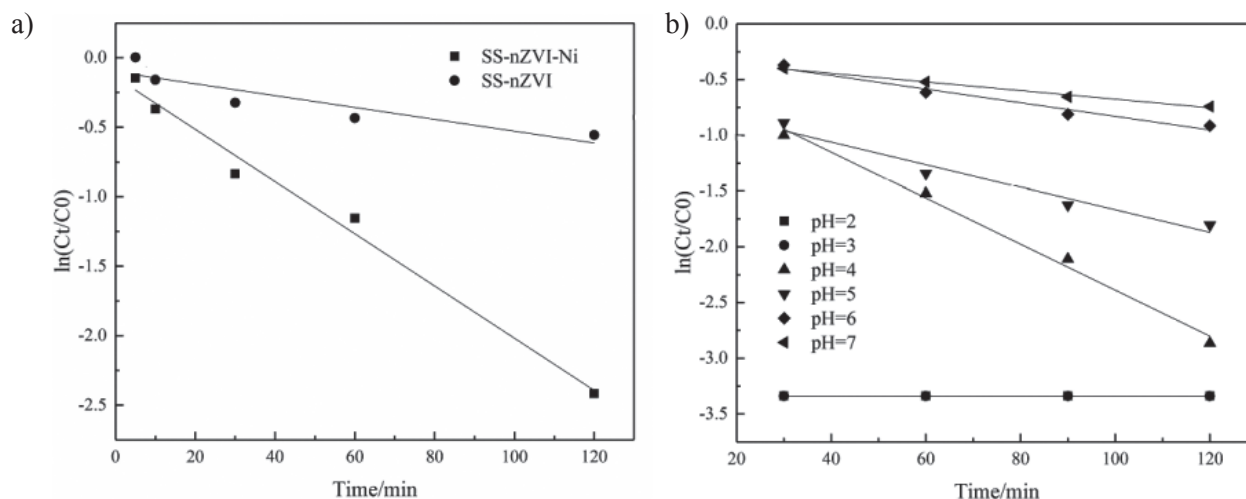 a)
0.0
-0.5
-1.0
-1.5
-2.0
-2.5
ln(Ct/C0)
SS-nZVI-Ni
SS-nZVI
0
20
40
60
80
100
120
Time/min
b)
0.0
-0.5
-1.0
-1.5
-2.0
-2.5
-3.0
-3.5
ln(Ct/C0)
pH=2
pH=3
pH=4
pH=5
pH=6
pH=7
20
40
60
80
100
120
Time/min